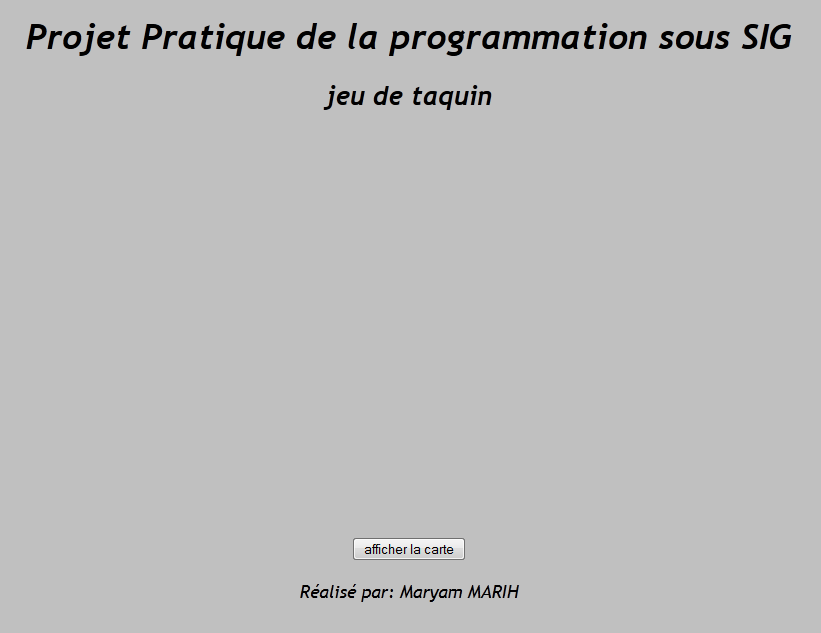 Projet Pratique de la programmation sous SIG
jeu de taquin
afficher la carte
Réalisé par: Maryam MARIH